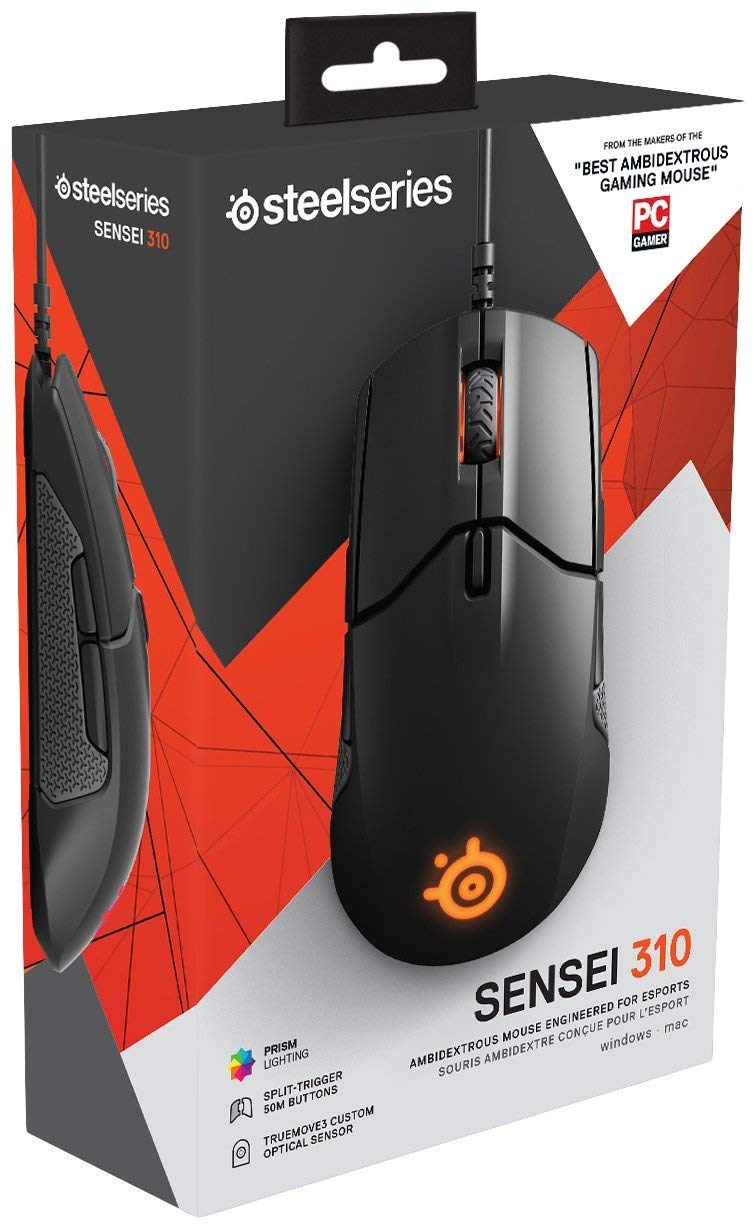 steelseries
SENSEI 310
steelseries
FROM THE MAKERS OF THE
"BEST AMBIDEXTROUS
GAMING MOUSE"
PC
GAMER
SENSEI 310
AMBIDEXTROUS MOUSE ENGINEERED FOR ESPORTS
SOURIS AMBIDEXTRE CONÇUE POUR L'ESPORT
windows · mac
PRISM
LIGHTING
SPLIT-TRIGGER
50M BUTTONS
TRUEMOVE3 CUSTOM
OPTICAL SENSOR